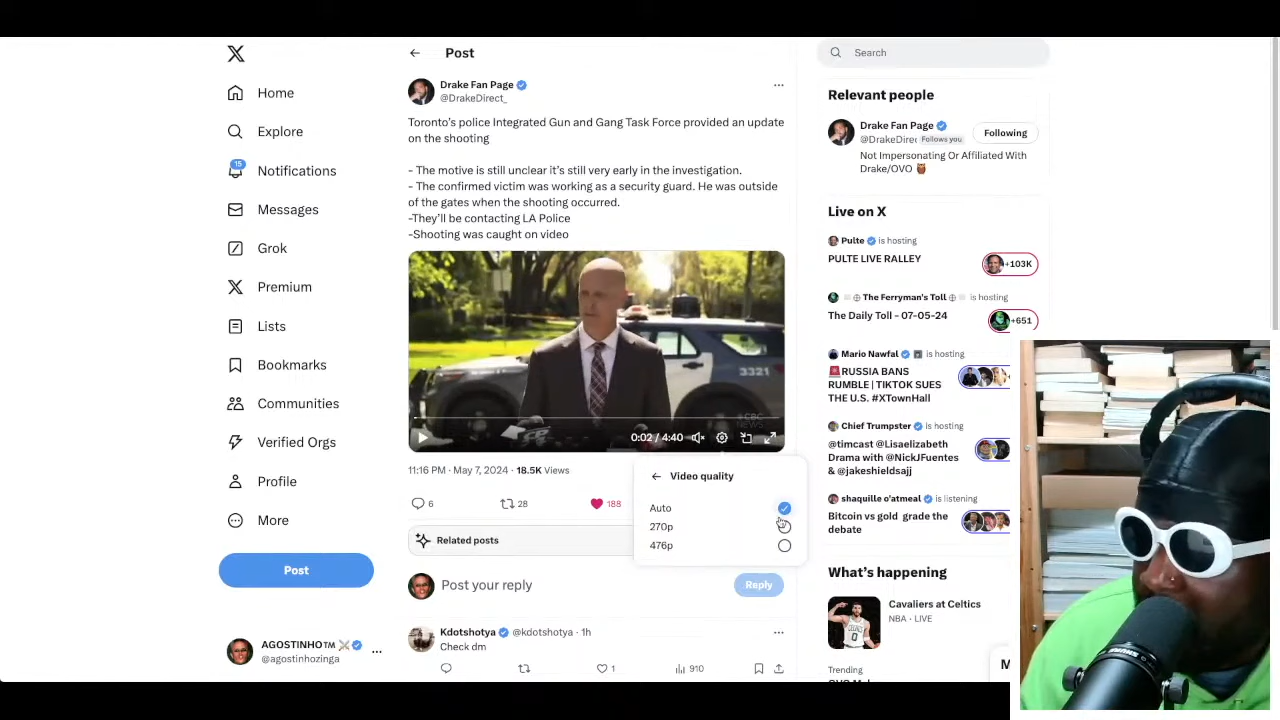 Home
Explore
15
Notifications
Messages
Grok
Premium
Lists
Bookmarks
Communities
Verified Orgs
Profile
More
Post
AGOSTINHO™
@agostinhozinga
Post
Drake Fan Page
@DrakeDirect_
Toronto's police Integrated Gun and Gang Task Force provided an update
on the shooting
- The motive is still unclear it's still very early in the investigation.
- The confirmed victim was working as a security guard. He was outside
of the gates when the shooting occurred.
-They'll be contacting LA Police
-Shooting was caught on video
3321
CBC
NEWS
0:02 / 4:40
11:16 PM · May 7, 2024 · 18.5K Views
6
28
188
Video quality
Auto
270p
476p
Related posts
Post your reply
Reply
Kdotshotya @kdotshotya · 1h
Check dm
1
910
Search
Relevant people
Drake Fan Page
@DrakeDirec Follows you
Following
Not Impersonating Or Affiliated With
Drake/OVO
Live on X
Pulte is hosting
PULTE LIVE RALLEY
+103K
The Ferryman's Toll is hosting
The Daily Toll - 07-05-24
+651
Mario Nawfal is hosting
RUSSIA BANS
RUMBLE | TIKTOK SUES
THE U.S. #XTownHall
Chief Trumpster is hosting
@timcast @Lisaelizabeth
Drama with @NickJFuentes
& @jakeshieldsajj
shaquille o'atmeal is listening
Bitcoin vs gold grade the
debate
What's happening
Cavaliers at Celtics
NBA · LIVE
Trending
M